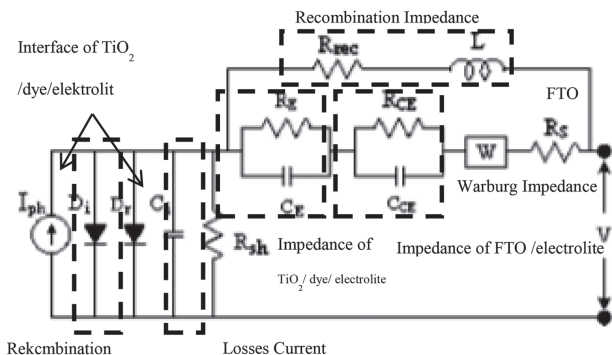 Recombination Impedance
Interface of TiO2
/dye/elektrolit
Rrec
L
FTO
RE
RCE
RS
W
Warburg Impedance
CE
CCE
Iph
Di
Dr
Rsh
V
Impedance of
TiO2/ dye/ electrolite
Impedance of FTO /electrolite
Rekcmbination
Losses Current